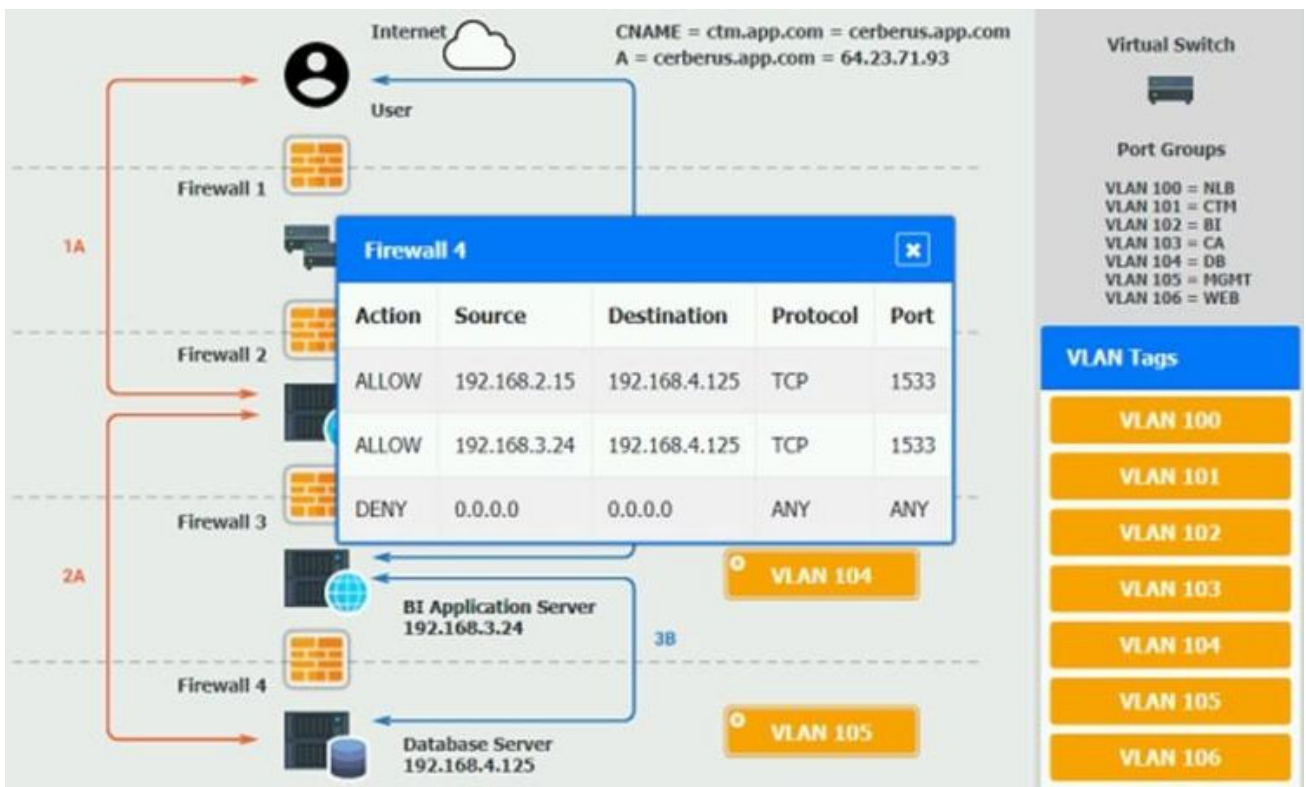 Internet
CNAME = ctm.app.com = cerberus.app.com
A = cerberus.app.com = 64.23.71.93
User
Firewall 1
1A
Firewall 2
Firewall 4
Action Source Destination Protocol Port
ALLOW 192.168.2.15 192.168.4.125 TCP 1533
ALLOW 192.168.3.24 192.168.4.125 TCP 1533
DENY 0.0.0.0 0.0.0.0 ANY ANY
Firewall 3
2A
VLAN 104
BI Application Server
192.168.3.24
3B
Firewall 4
VLAN 105
Database Server
192.168.4.125
Virtual Switch
Port Groups
VLAN 100 = NLB
VLAN 101 = CTM
VLAN 102 = BI
VLAN 103 = CA
VLAN 104 = DB
VLAN 105 = MGMT
VLAN 106 = WEB
VLAN Tags
VLAN 100
VLAN 101
VLAN 102
VLAN 103
VLAN 104
VLAN 105
VLAN 106